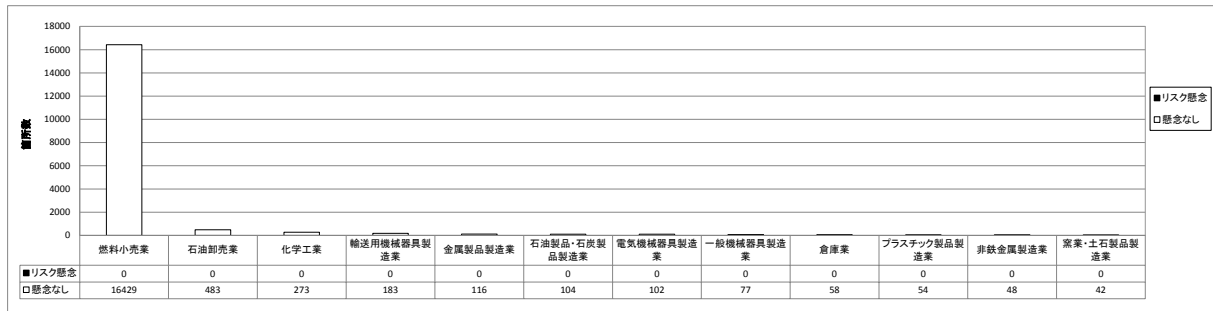 18000
16000
14000
12000
10000
8000
6000
4000
2000
0
箇所数
■リスク懸念
□懸念なし
燃料小売業 石油卸売業 化学工業 輸送用機械器具製造業 金属製品製造業 石油製品・石炭製品製造業 電気機械器具製造業 一般機械器具製造業 倉庫業 プラスチック製品製造業 非鉄金属製造業 窯業・土石製品製造業
■リスク懸念 0 0 0 0 0 0 0 0 0 0 0 0
□懸念なし 16429 483 273 183 116 104 102 77 58 54 48 42